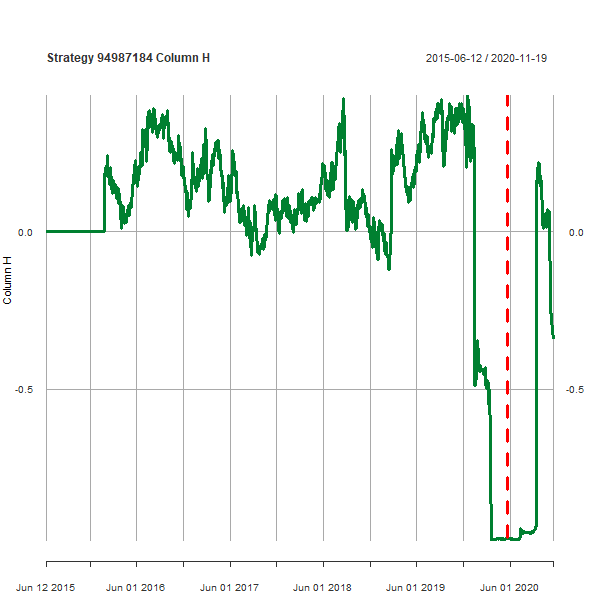 Strategy 94987184 Column H
2015-06-12 / 2020-11-19
0.0
0.0
Column H
-0.5
-0.5
Jun 12 2015
Jun 01 2016
Jun 01 2017
Jun 01 2018
Jun 01 2019
Jun 01 2020